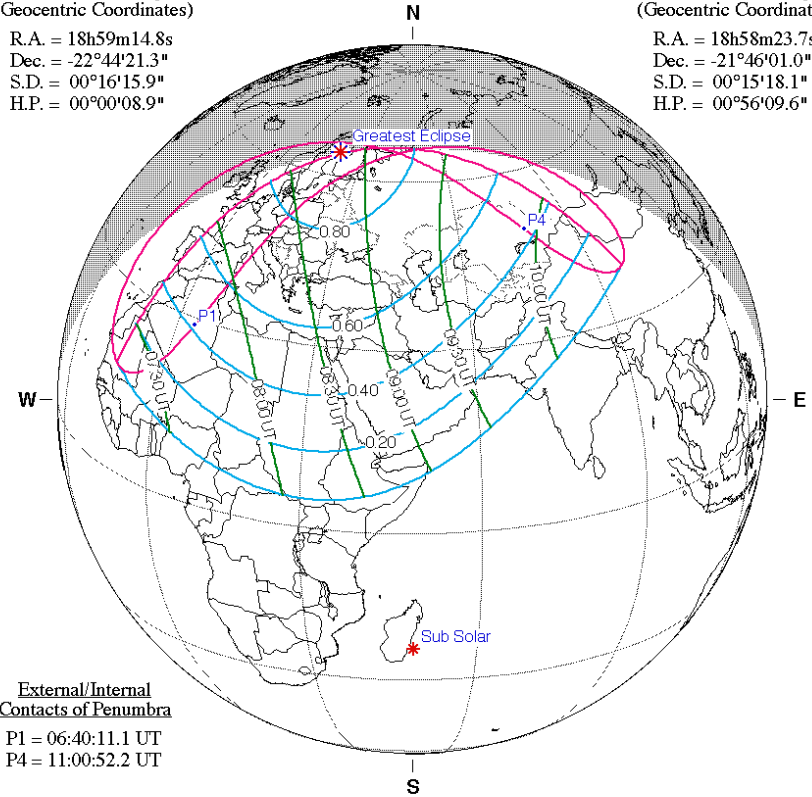 Geocentric Coordinates)
R.A. = 18h59m14.8s
Dec. = -22°44'21.3"
S.D. = 00°16'15.9"
H.P. = 00°00'08.9"
N
(Geocentric Coordinat
R.A. = 18h58m23.7s
Dec. = -21°46'01.0"
S.D. = 00°15'18.1"
H.P. = 00°56'09.6"
Greatest Eclipse
P4
0.80
P1
0.60
07:30 UT
08:00 UT
08:30 UT
09:00 UT
09:30 UT
10:00 UT
0.40
0.20
W
E
Sub Solar
External/Internal
Contacts of Penumbra
P1 = 06:40:11.1 UT
P4 = 11:00:52.2 UT
S